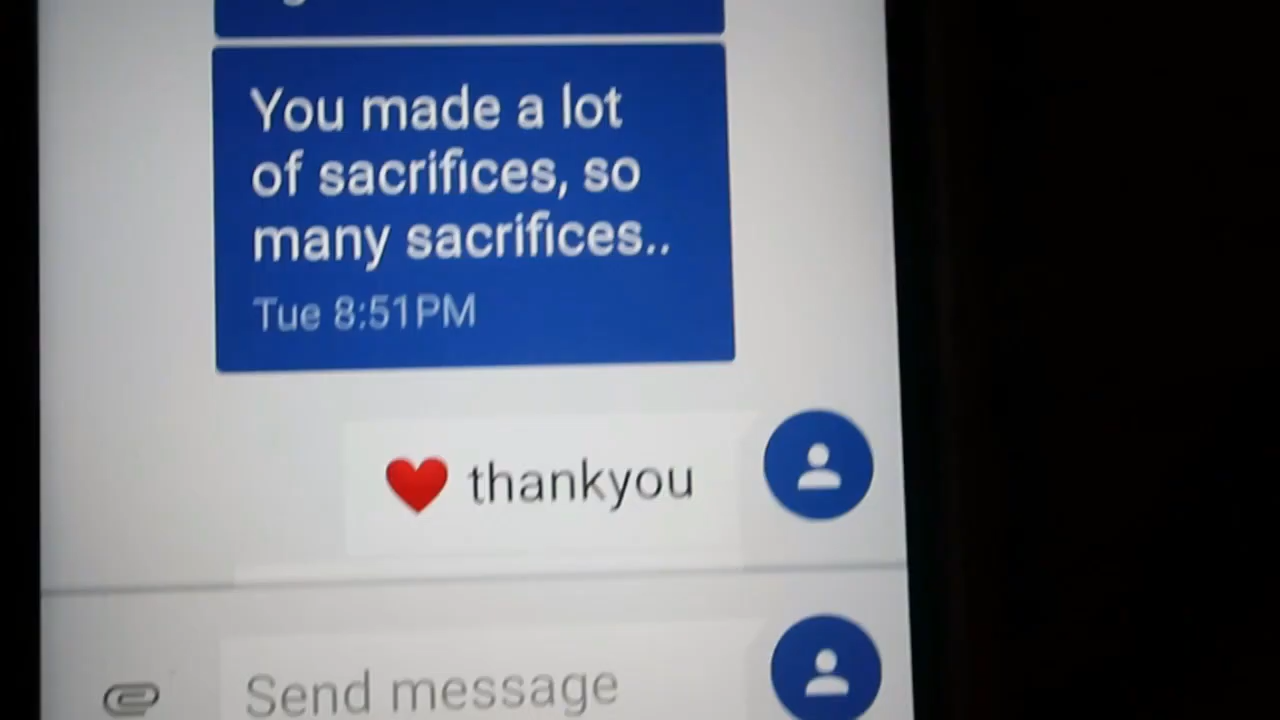 You made a lot
of sacrifices, so
many sacrifices..
Tue 8:51PM
❤️ thankyou
Send message